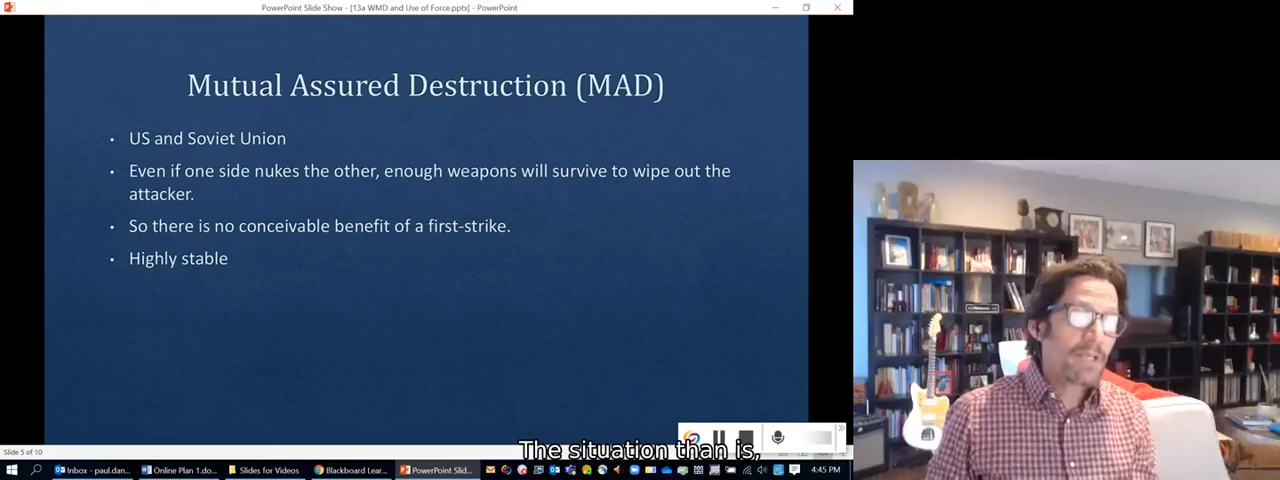 PowerPoint Slide Show - [13a WMD and Use of Force.pptx] - PowerPoint
Mutual Assured Destruction (MAD)
• US and Soviet Union
• Even if one side nukes the other, enough weapons will survive to wipe out the
attacker.
• So there is no conceivable benefit of a first-strike.
• Highly stable
The situation than is,
Slide 5 of 10
Inbox - paul.dan...
Online Plan 1.do...
Slides for Videos
Blackboard Lear...
PowerPoint Slid...
4:45 PM